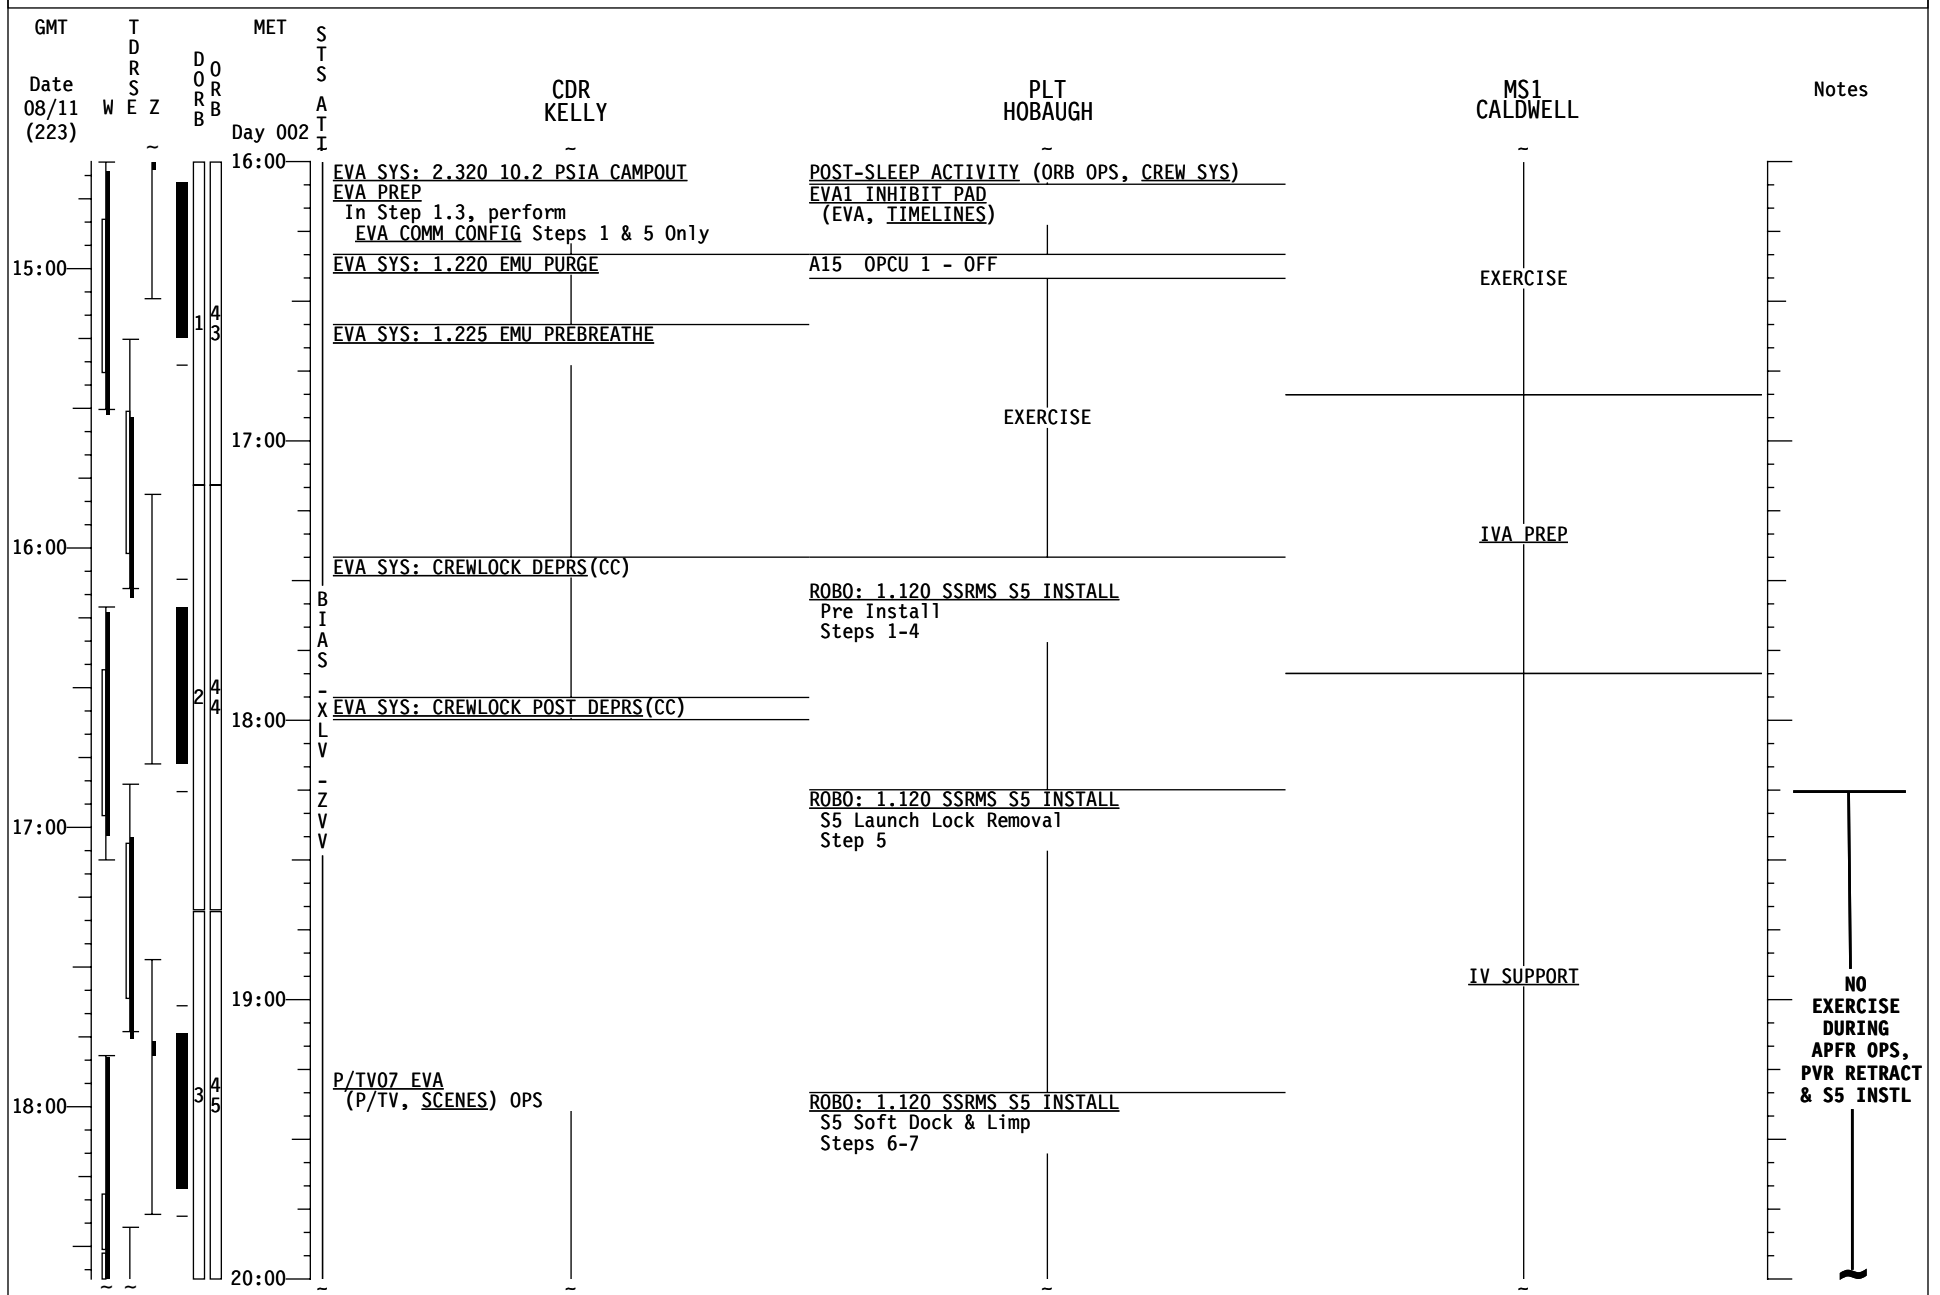 GMT
TDRS
MET
STS ATT
DORB
ORB
Date
08/11
(223)
W E Z
Day 002
CDR
KELLY
PLT
HOBAUGH
MS1
CALDWELL
Notes
~ ~ ~ ~
16:00
EVA SYS: 2.320 10.2 PSIA CAMPOUT
EVA PREP
In Step 1.3, perform
EVA COMM CONFIG Steps 1 & 5 Only
POST-SLEEP ACTIVITY (ORB OPS, CREW SYS)
EVA1 INHIBIT PAD
(EVA, TIMELINES)
15:00
EVA SYS: 1.220 EMU PURGE
A15 OPCU 1 - OFF
EXERCISE
1
43
EVA SYS: 1.225 EMU PREBREATHE
EXERCISE
17:00
IVA PREP
16:00
EVA SYS: CREWLOCK DEPRS(CC)
ROBO: 1.120 SSRMS S5 INSTALL
Pre Install
Steps 1-4
BIAS -XLV -ZVV
2
44
EVA SYS: CREWLOCK POST DEPRS(CC)
18:00
ROBO: 1.120 SSRMS S5 INSTALL
S5 Launch Lock Removal
Step 5
17:00
IV SUPPORT
19:00
NO
EXERCISE
DURING
APFR OPS,
PVR RETRACT
& S5 INSTL
P/TV07 EVA
(P/TV, SCENES) OPS
ROBO: 1.120 SSRMS S5 INSTALL
S5 Soft Dock & Limp
Steps 6-7
18:00
3
45
20:00
~ ~ ~ ~ ~ ~ ~